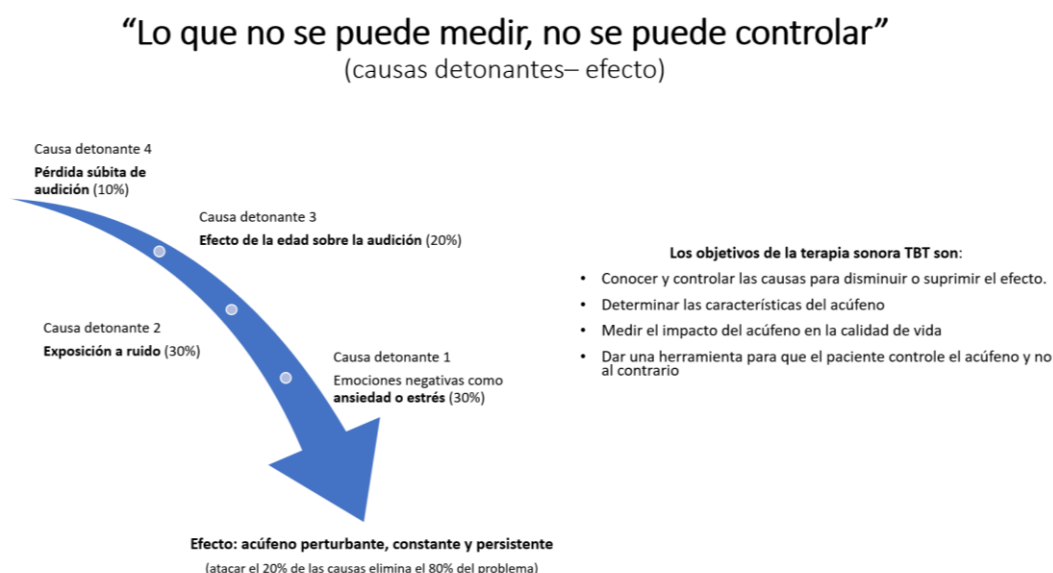 “Lo que no se puede medir, no se puede controlar”
(causas detonantes– efecto)
Causa detonante 4
Pérdida súbita de
audición (10%)
Causa detonante 3
Efecto de la edad sobre la audición (20%)
Causa detonante 2
Exposición a ruido (30%)
Causa detonante 1
Emociones negativas como
ansiedad o estrés (30%)
Efecto: acúfeno perturbante, constante y persistente
(atacar el 20% de las causas elimina el 80% del problema)
Los objetivos de la terapia sonora TBT son:
• Conocer y controlar las causas para disminuir o suprimir el efecto.
• Determinar las características del acúfeno
• Medir el impacto del acúfeno en la calidad de vida
• Dar una herramienta para que el paciente controle el acúfeno y no
al contrario